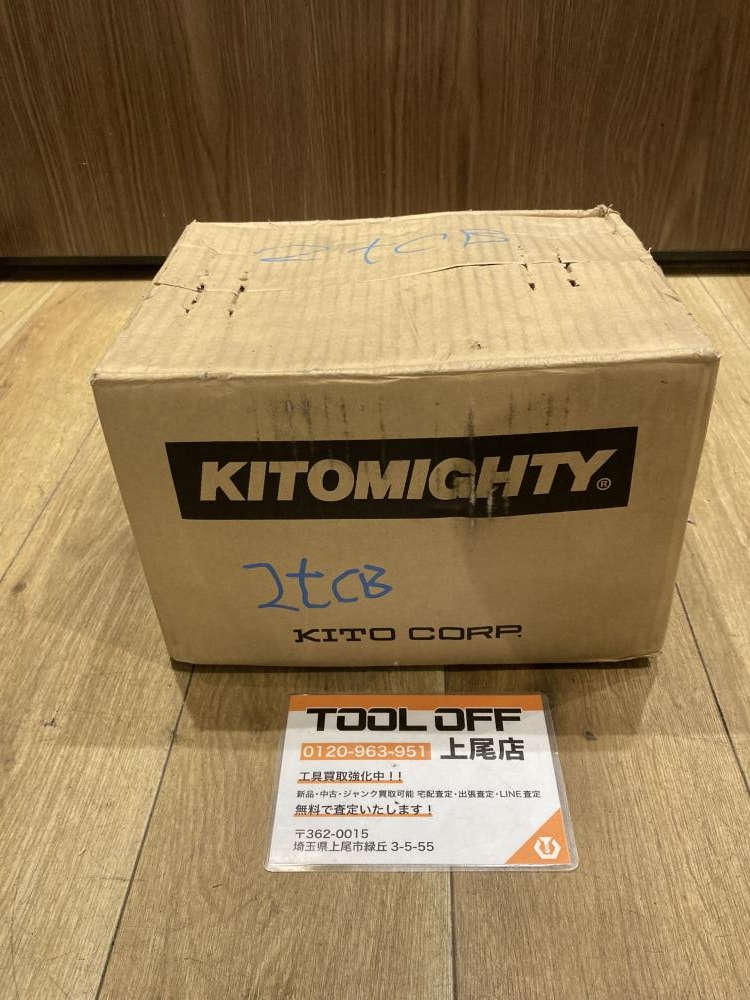 2tCB
KITOMIGHTY®
2tCB
KITO CORP.
TOOL OFF
0120-963-951 上尾店
工具買取強化中!!
新品・中古・ジャンク買取可能 宅配査定・出張査定・LINE査定
無料で査定いたします!
〒362-0015
埼玉県上尾市緑丘 3-5-55